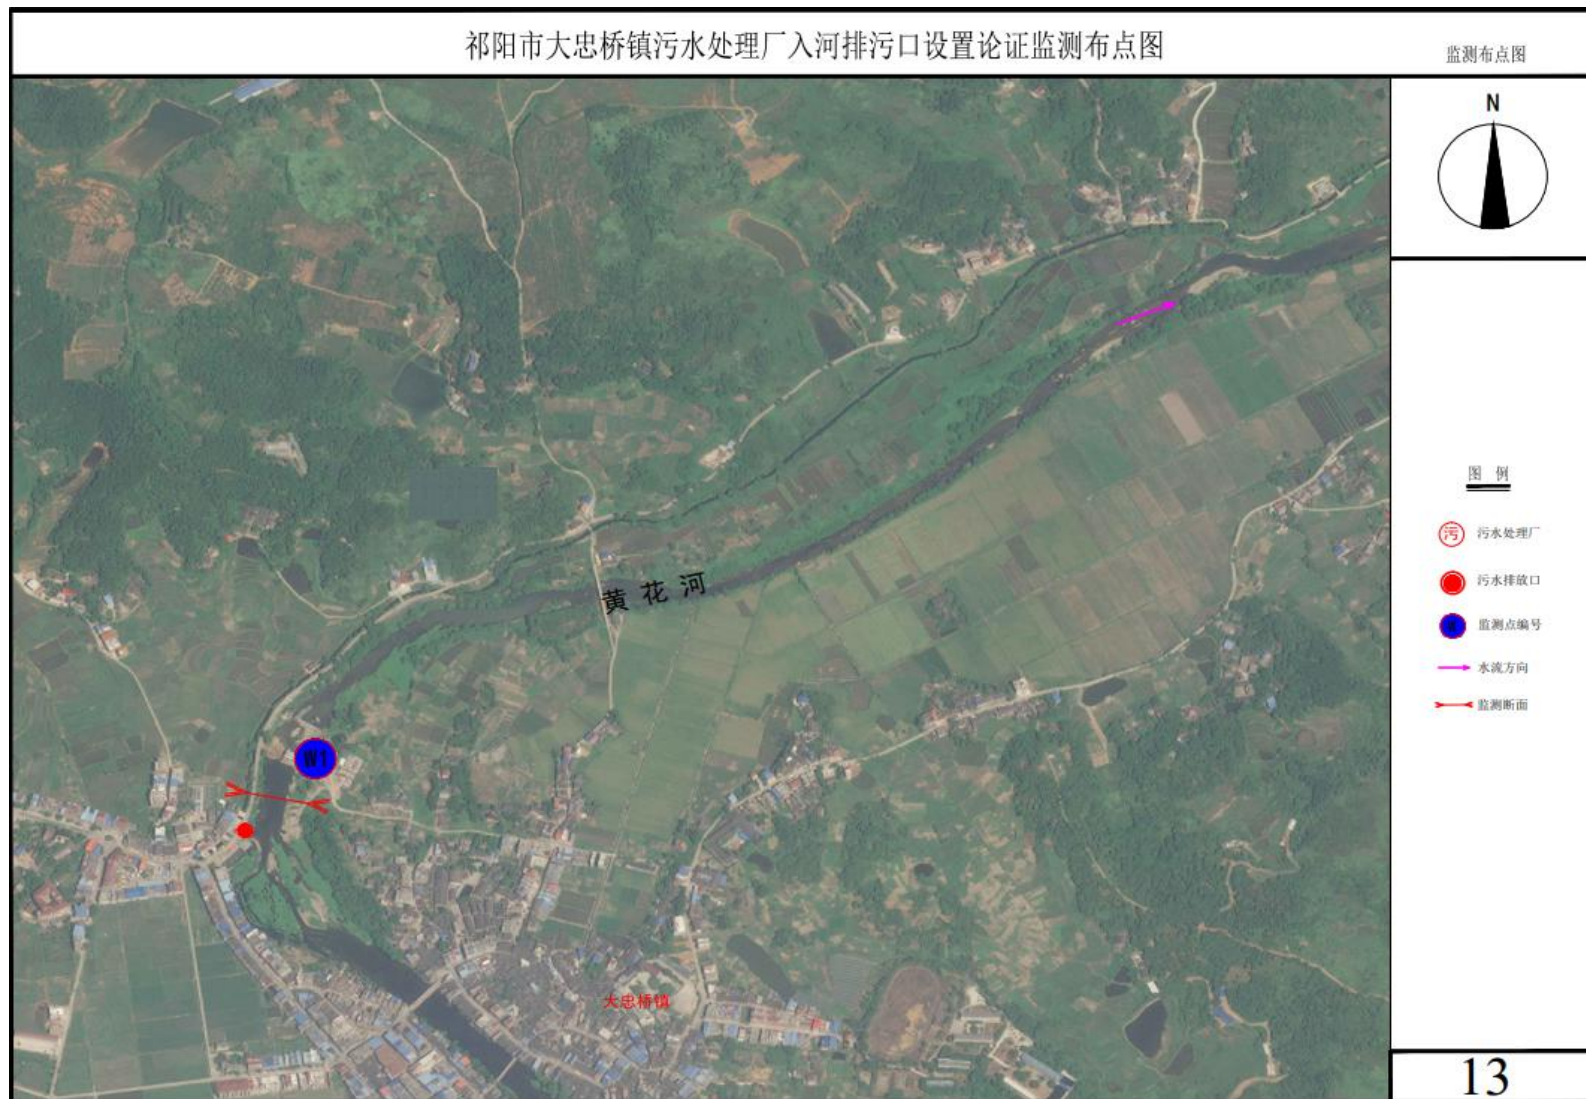 祁阳市大忠桥镇污水处理厂入河排污口设置论证监测布点图
监测布点图
N
图 例
污 污水处理厂
污水排放口
监测点编号
水流方向
监测断面
黄花河
W1
大忠桥镇
13